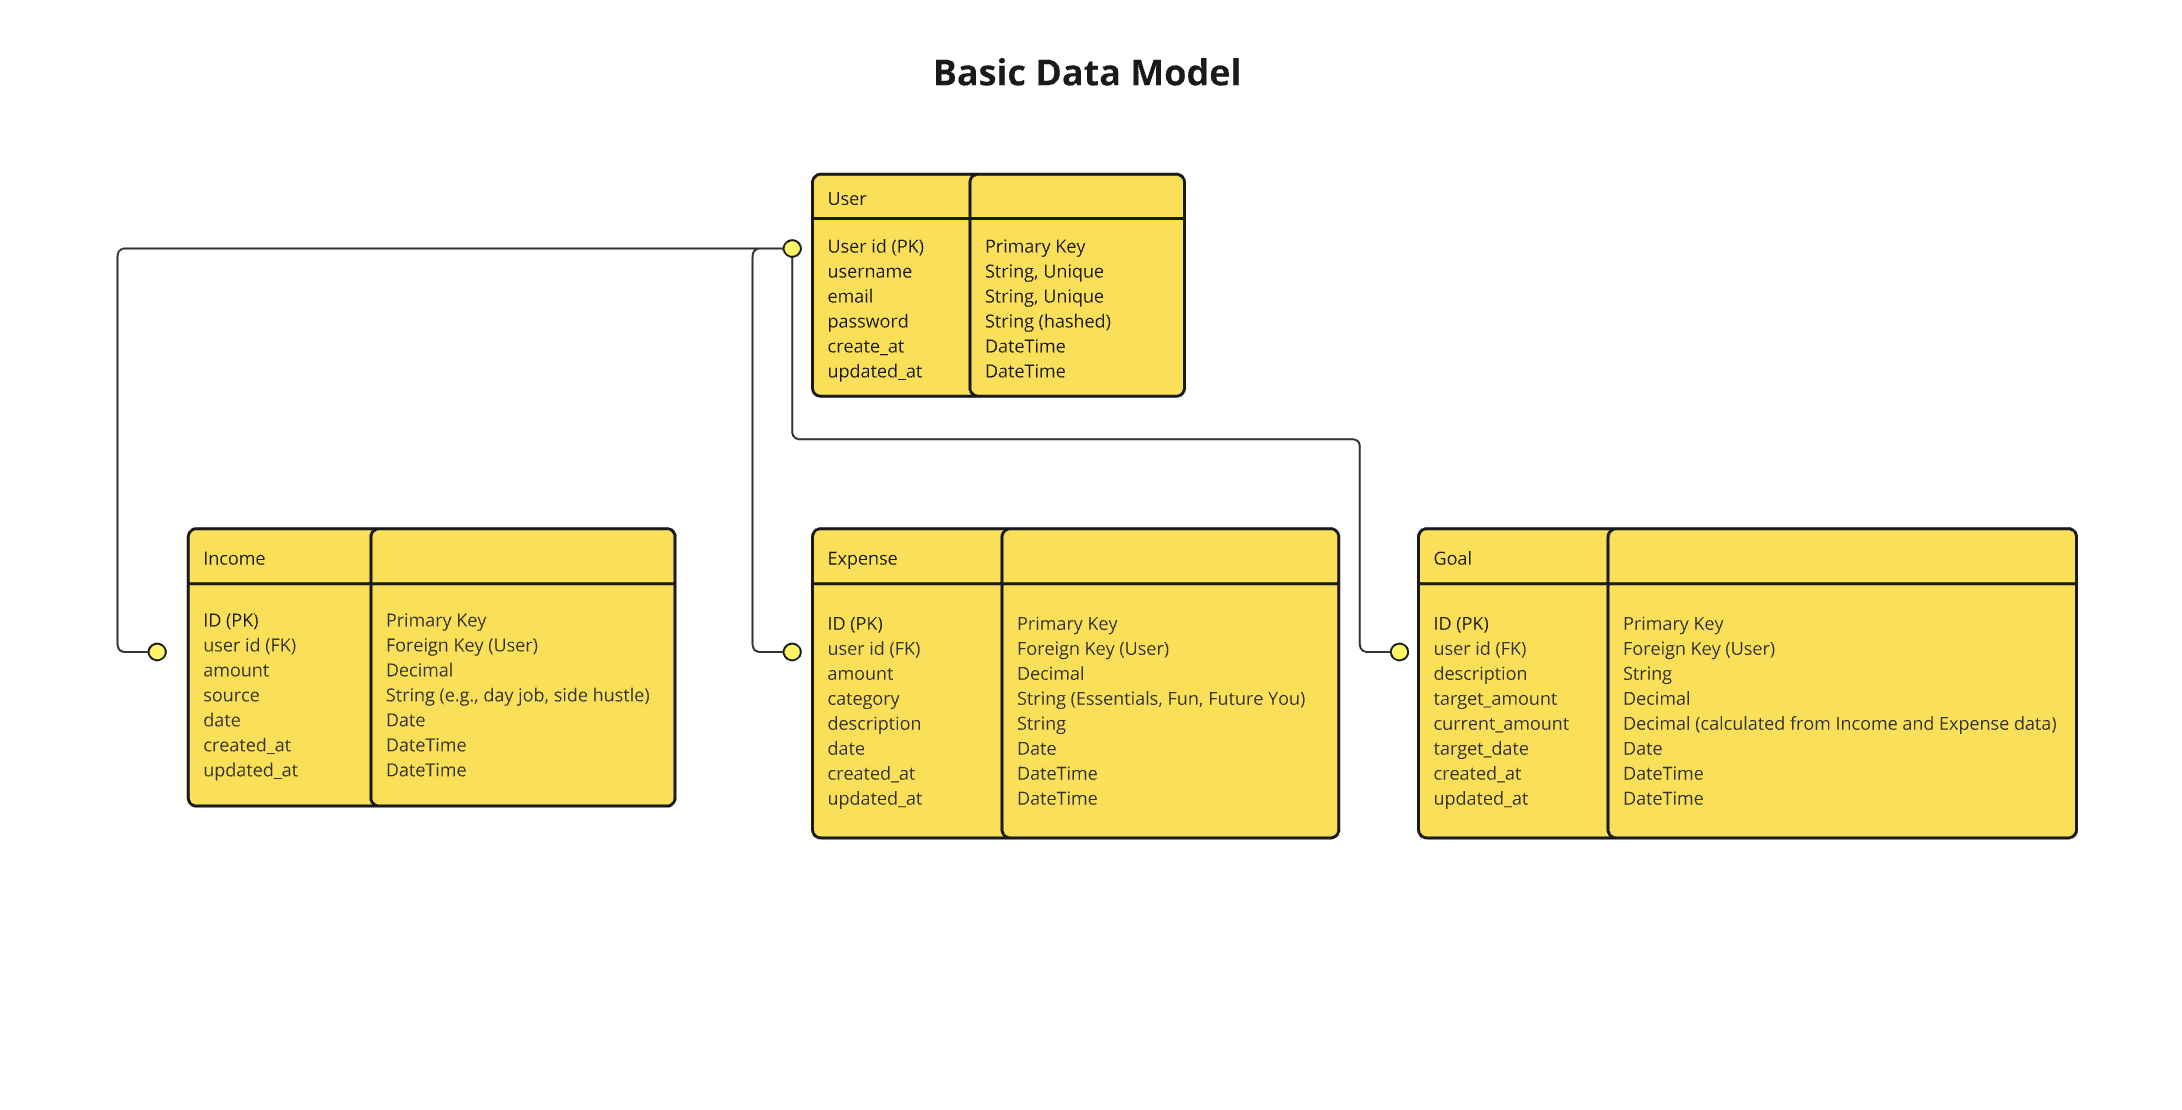 Basic Data Model
User
User id (PK) Primary Key
username String, Unique
email String, Unique
password String (hashed)
create_at DateTime
updated_at DateTime
Income
ID (PK) Primary Key
user id (FK) Foreign Key (User)
amount Decimal
source String (e.g., day job, side hustle)
date Date
created_at DateTime
updated_at DateTime
Expense
ID (PK) Primary Key
user id (FK) Foreign Key (User)
amount Decimal
category String (Essentials, Fun, Future You)
description String
date Date
created_at DateTime
updated_at DateTime
Goal
ID (PK) Primary Key
user id (FK) Foreign Key (User)
description String
target_amount Decimal
current_amount Decimal (calculated from Income and Expense data)
target_date Date
created_at DateTime
updated_at DateTime